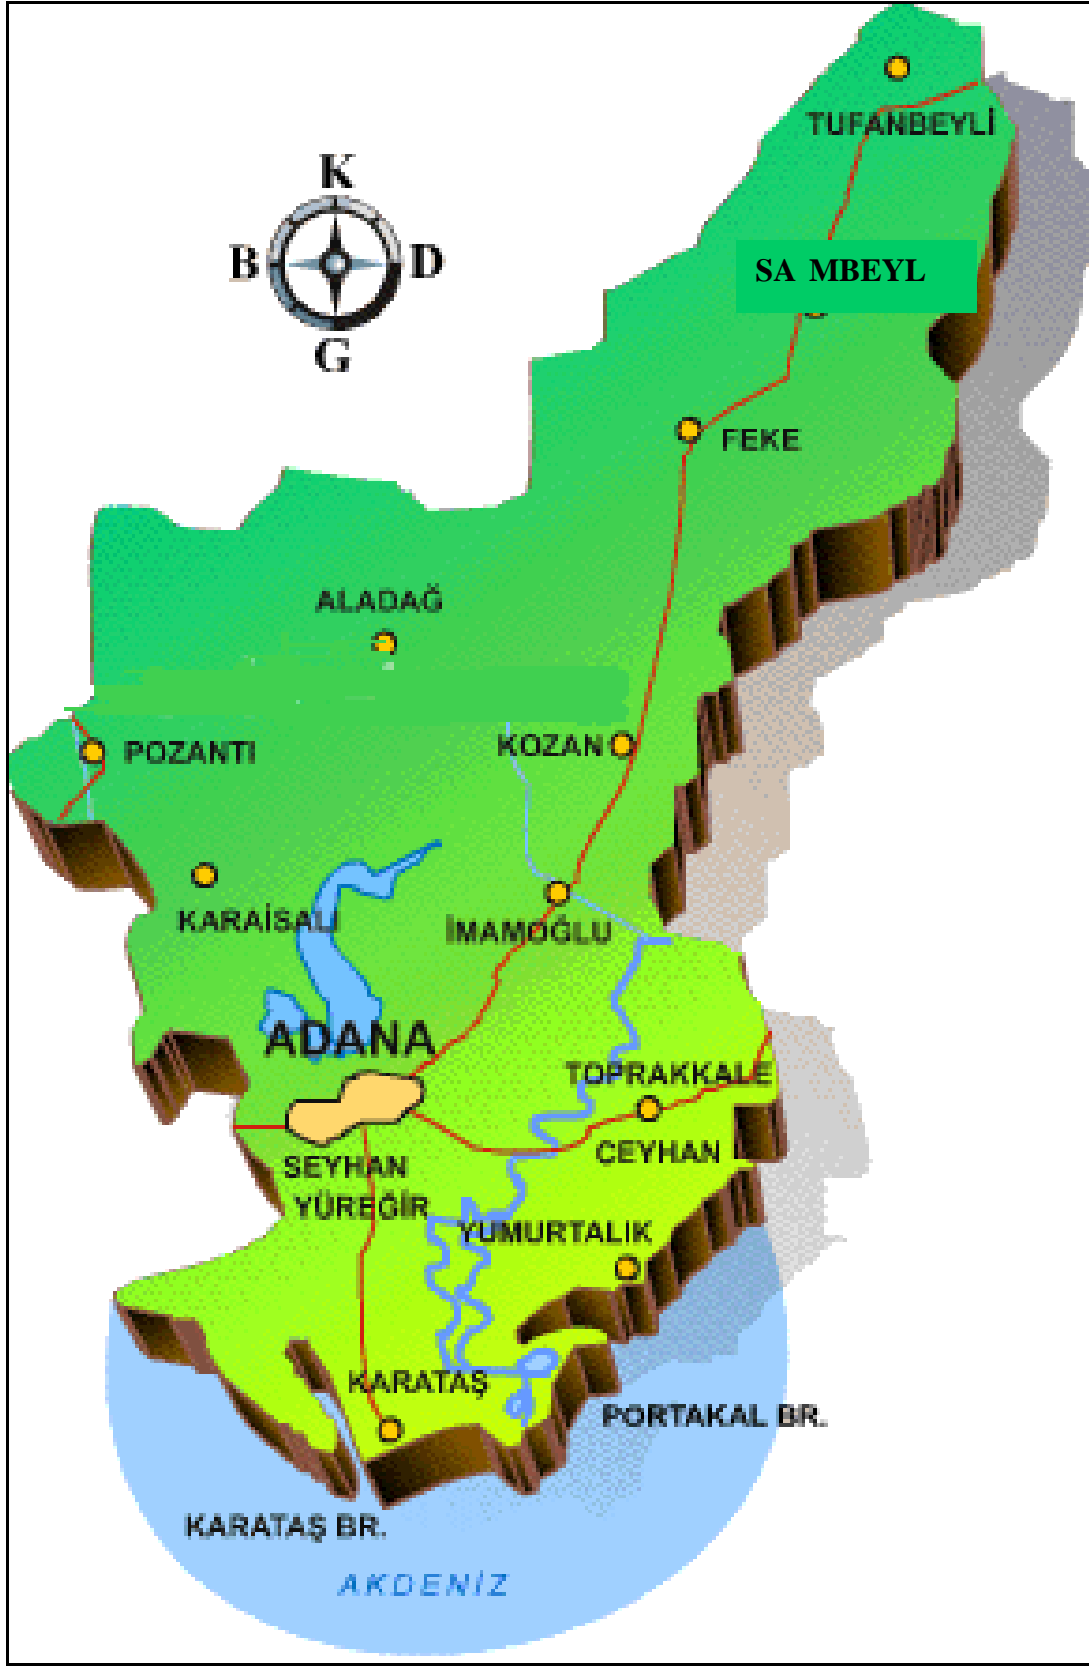 TUFANBEYLİ
K
B D
G
SA MBEYL
FEKE
ALADAĞ
POZANTI
KOZAN
KARAİSALI
İMAMOĞLU
ADANA
TOPRAKKALE
CEYHAN
SEYHAN
YÜREĞİR
YUMURTALIK
KARATAŞ
PORTAKAL BR.
KARATAŞ BR.
AKDENİZ